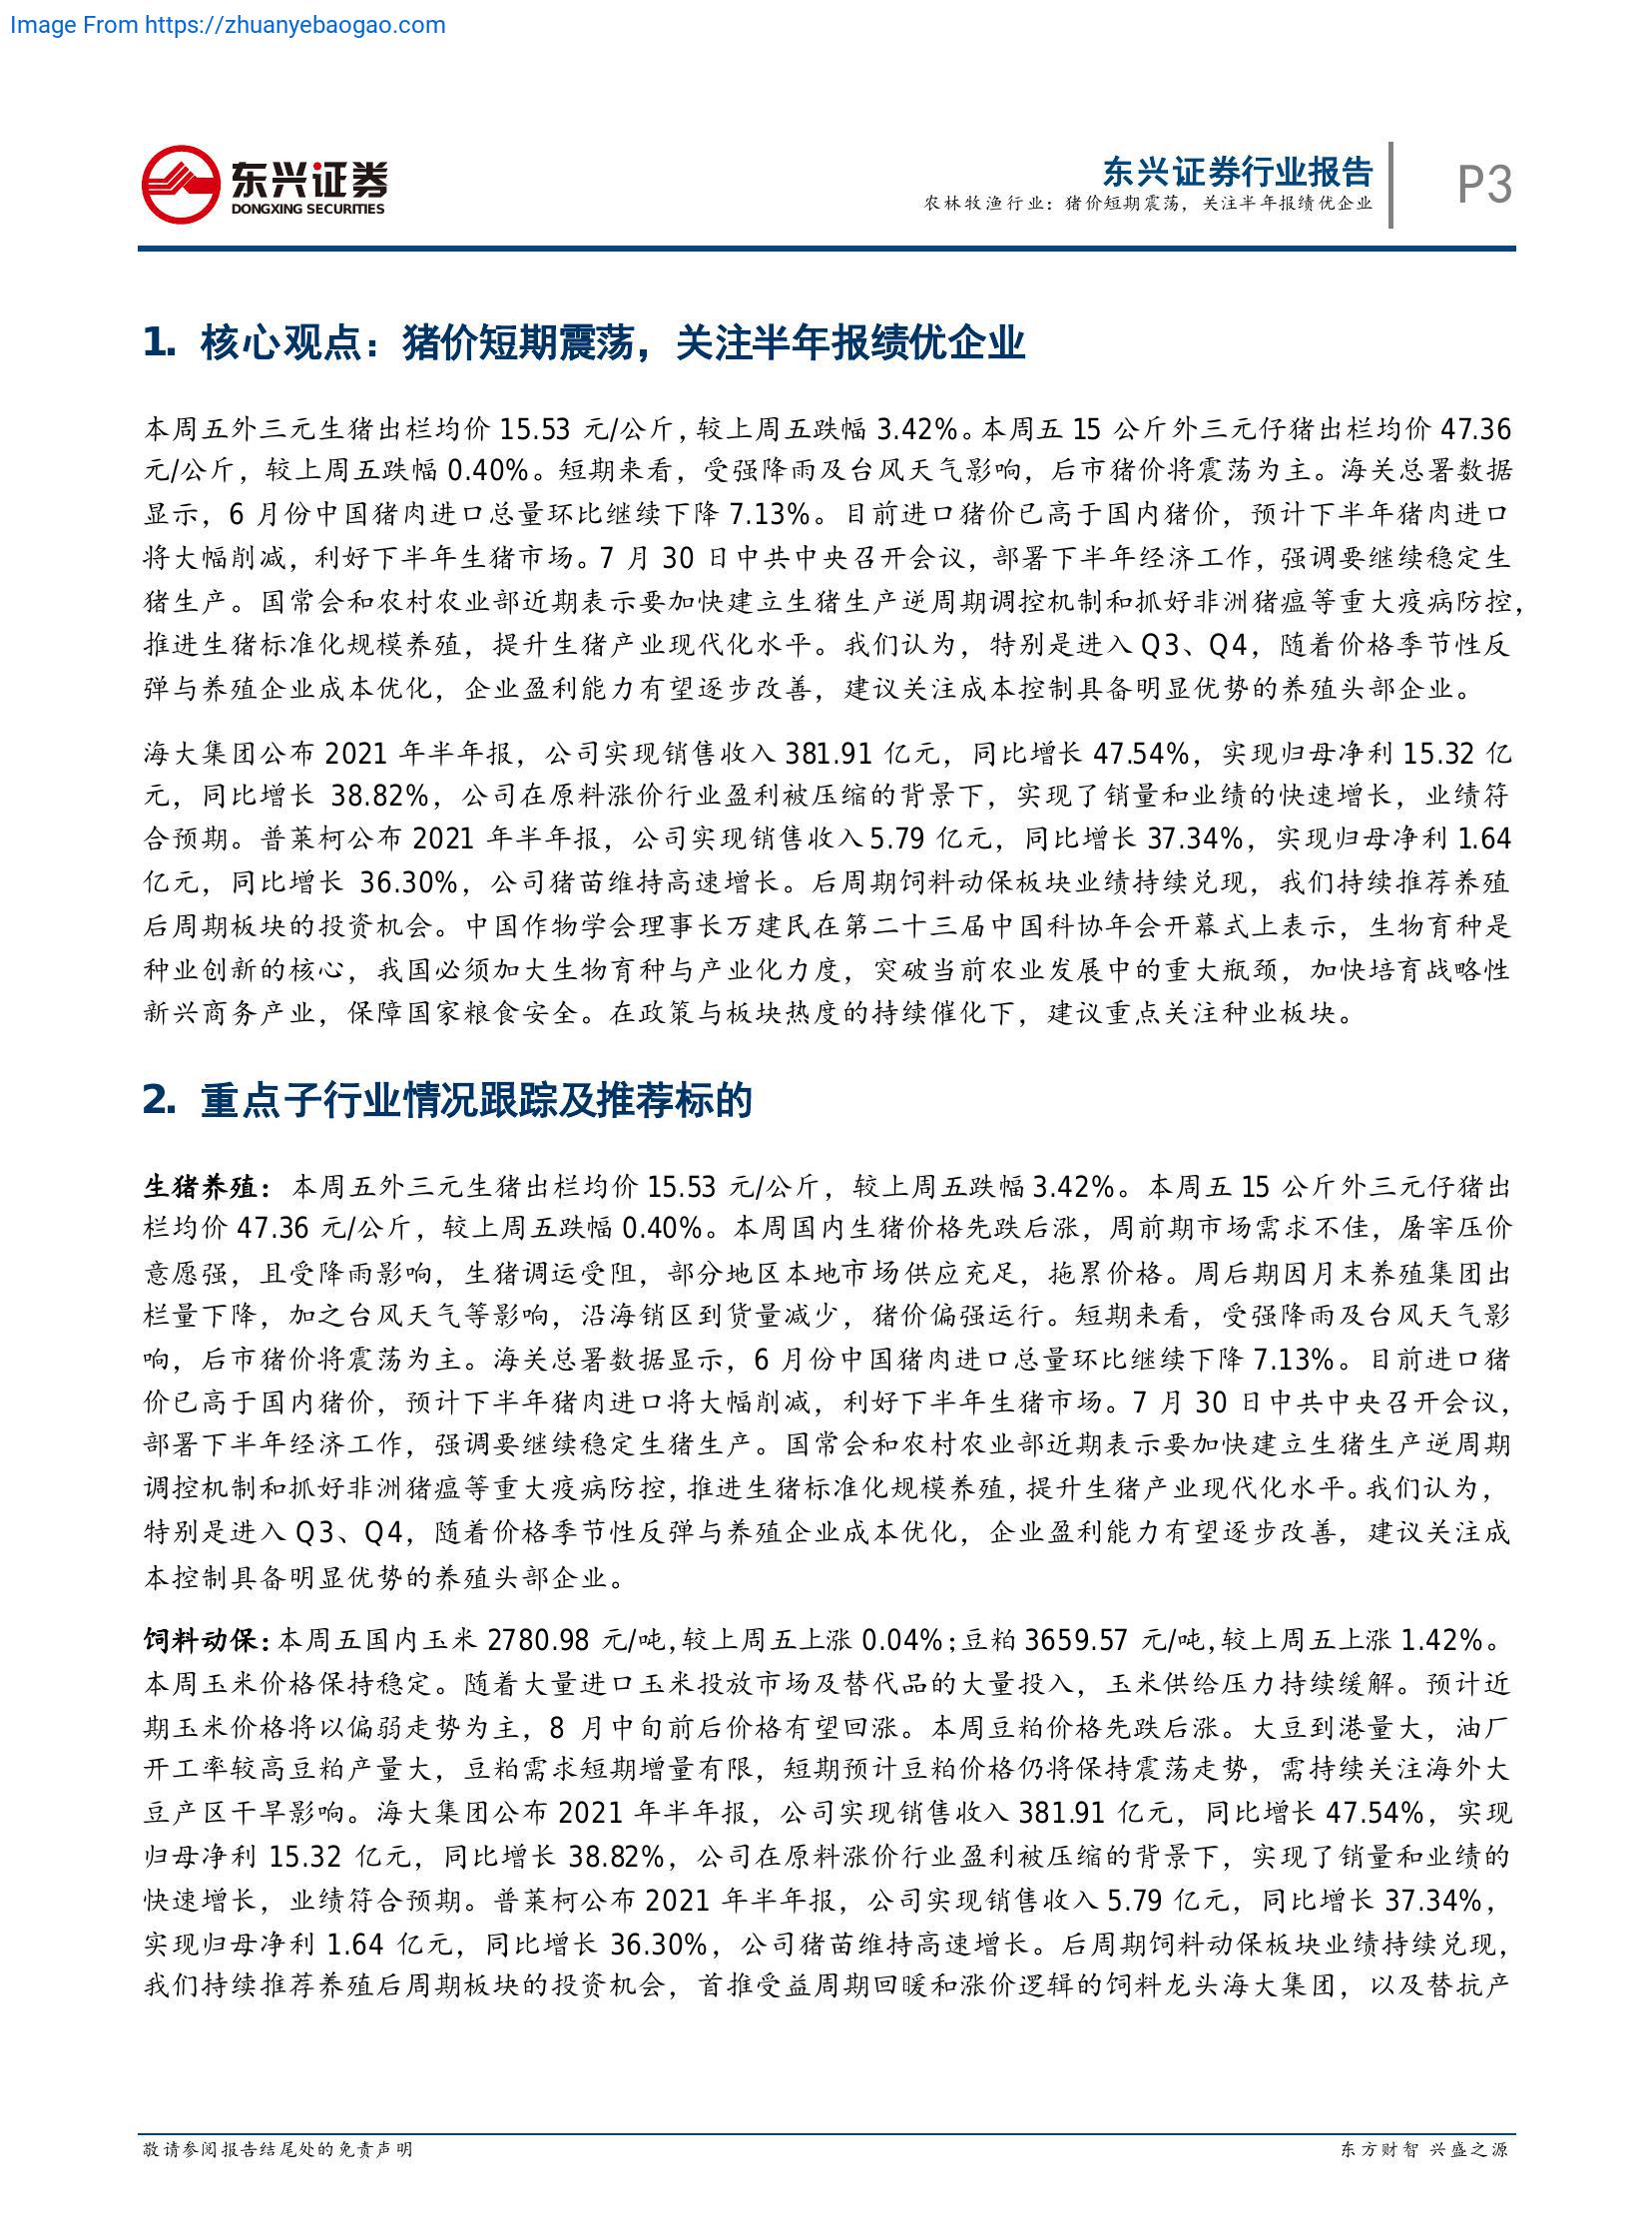 Image From https://zhuanyebaogao.com
东兴证券
DONGXING SECURITIES
东兴证券行业报告
农林牧渔行业：猪价短期震荡，关注半年报绩优企业
P3
1. 核心观点：猪价短期震荡，关注半年报绩优企业
本周五外三元生猪出栏均价 15.53 元/公斤，较上周五跌幅 3.42%。本周五 15 公斤外三元仔猪出栏均价 47.36
元/公斤，较上周五跌幅 0.40%。短期来看，受强降雨及台风天气影响，后市猪价将震荡为主。海关总署数据
显示，6 月份中国猪肉进口总量环比继续下降 7.13%。目前进口猪价已高于国内猪价，预计下半年猪肉进口
将大幅削减，利好下半年生猪市场。7 月 30 日中共中央召开会议，部署下半年经济工作，强调要继续稳定生
猪生产。国常会和农村农业部近期表示要加快建立生猪生产逆周期调控机制和抓好非洲猪瘟等重大疫病防控，
推进生猪标准化规模养殖，提升生猪产业现代化水平。我们认为，特别是进入 Q3、Q4，随着价格季节性反
弹与养殖企业成本优化，企业盈利能力有望逐步改善，建议关注成本控制具备明显优势的养殖头部企业。
海大集团公布 2021 年半年报，公司实现销售收入 381.91 亿元，同比增长 47.54%，实现归母净利 15.32 亿
元，同比增长 38.82%，公司在原料涨价行业盈利被压缩的背景下，实现了销量和业绩的快速增长，业绩符
合预期。普莱柯公布 2021 年半年报，公司实现销售收入 5.79 亿元，同比增长 37.34%，实现归母净利 1.64
亿元，同比增长 36.30%，公司猪苗维持高速增长。后周期饲料动保板块业绩持续兑现，我们持续推荐养殖
后周期板块的投资机会。中国作物学会理事长万建民在第二十三届中国科协年会开幕式上表示，生物育种是
种业创新的核心，我国必须加大生物育种与产业化力度，突破当前农业发展中的重大瓶颈，加快培育战略性
新兴商务产业，保障国家粮食安全。在政策与板块热度的持续催化下，建议重点关注种业板块。
2. 重点子行业情况跟踪及推荐标的
生猪养殖：本周五外三元生猪出栏均价 15.53 元/公斤，较上周五跌幅 3.42%。本周五 15 公斤外三元仔猪出
栏均价 47.36 元/公斤，较上周五跌幅 0.40%。本周国内生猪价格先跌后涨，周前期市场需求不佳，屠宰压价
意愿强，且受降雨影响，生猪调运受阻，部分地区本地市场供应充足，拖累价格。周后期因月末养殖集团出
栏量下降，加之台风天气等影响，沿海销区到货量减少，猪价偏强运行。短期来看，受强降雨及台风天气影
响，后市猪价将震荡为主。海关总署数据显示，6 月份中国猪肉进口总量环比继续下降 7.13%。目前进口猪
价已高于国内猪价，预计下半年猪肉进口将大幅削减，利好下半年生猪市场。7 月 30 日中共中央召开会议，
部署下半年经济工作，强调要继续稳定生猪生产。国常会和农村农业部近期表示要加快建立生猪生产逆周期
调控机制和抓好非洲猪瘟等重大疫病防控，推进生猪标准化规模养殖，提升生猪产业现代化水平。我们认为，
特别是进入 Q3、Q4，随着价格季节性反弹与养殖企业成本优化，企业盈利能力有望逐步改善，建议关注成
本控制具备明显优势的养殖头部企业。
饲料动保：本周五国内玉米 2780.98 元/吨，较上周五上涨 0.04%；豆粕 3659.57 元/吨，较上周五上涨 1.42%。
本周玉米价格保持稳定。随着大量进口玉米投放市场及替代品的大量投入，玉米供给压力持续缓解。预计近
期玉米价格将以偏弱走势为主，8 月中旬前后价格有望回涨。本周豆粕价格先跌后涨。大豆到港量大，油厂
开工率较高豆粕产量大，豆粕需求短期增量有限，短期预计豆粕价格仍将保持震荡走势，需持续关注海外大
豆产区干旱影响。海大集团公布 2021 年半年报，公司实现销售收入 381.91 亿元，同比增长 47.54%，实现
归母净利 15.32 亿元，同比增长 38.82%，公司在原料涨价行业盈利被压缩的背景下，实现了销量和业绩的
快速增长，业绩符合预期。普莱柯公布 2021 年半年报，公司实现销售收入 5.79 亿元，同比增长 37.34%，
实现归母净利 1.64 亿元，同比增长 36.30%，公司猪苗维持高速增长。后周期饲料动保板块业绩持续兑现，
我们持续推荐养殖后周期板块的投资机会，首推受益周期回暖和涨价逻辑的饲料龙头海大集团，以及替抗产
敬请参阅报告结尾处的免责声明
东方财智 兴盛之源